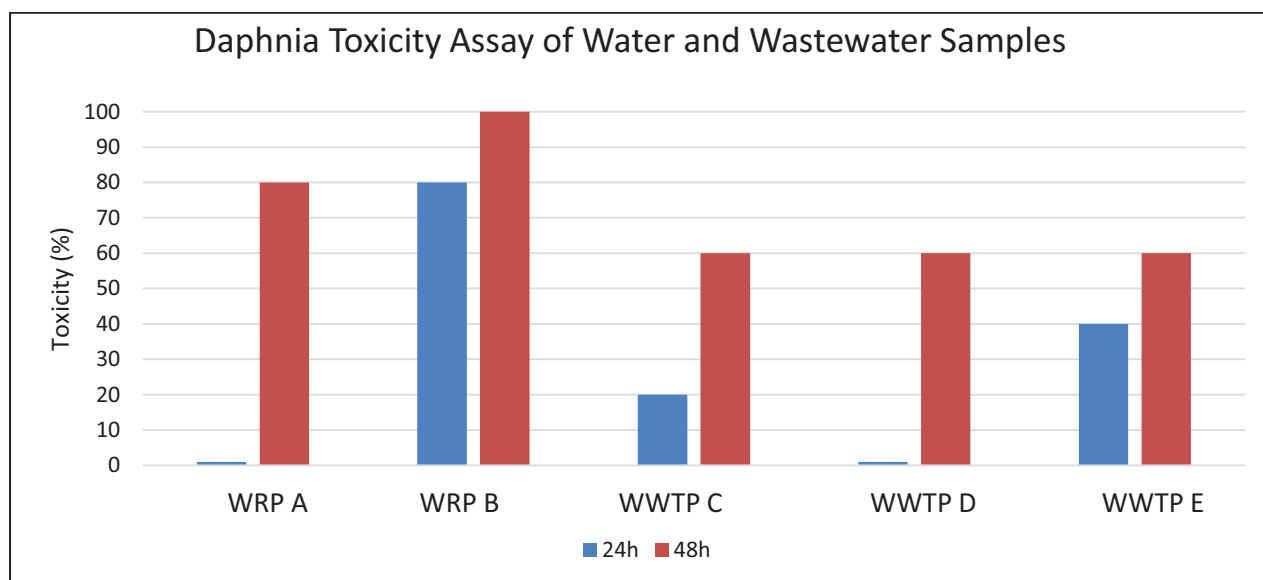 Daphnia Toxicity Assay of Water and Wastewater Samples
Toxicity (%)
100
90
80
70
60
50
40
30
20
10
0
WRP A WRP B WWTP C WWTP D WWTP E
24h 48h